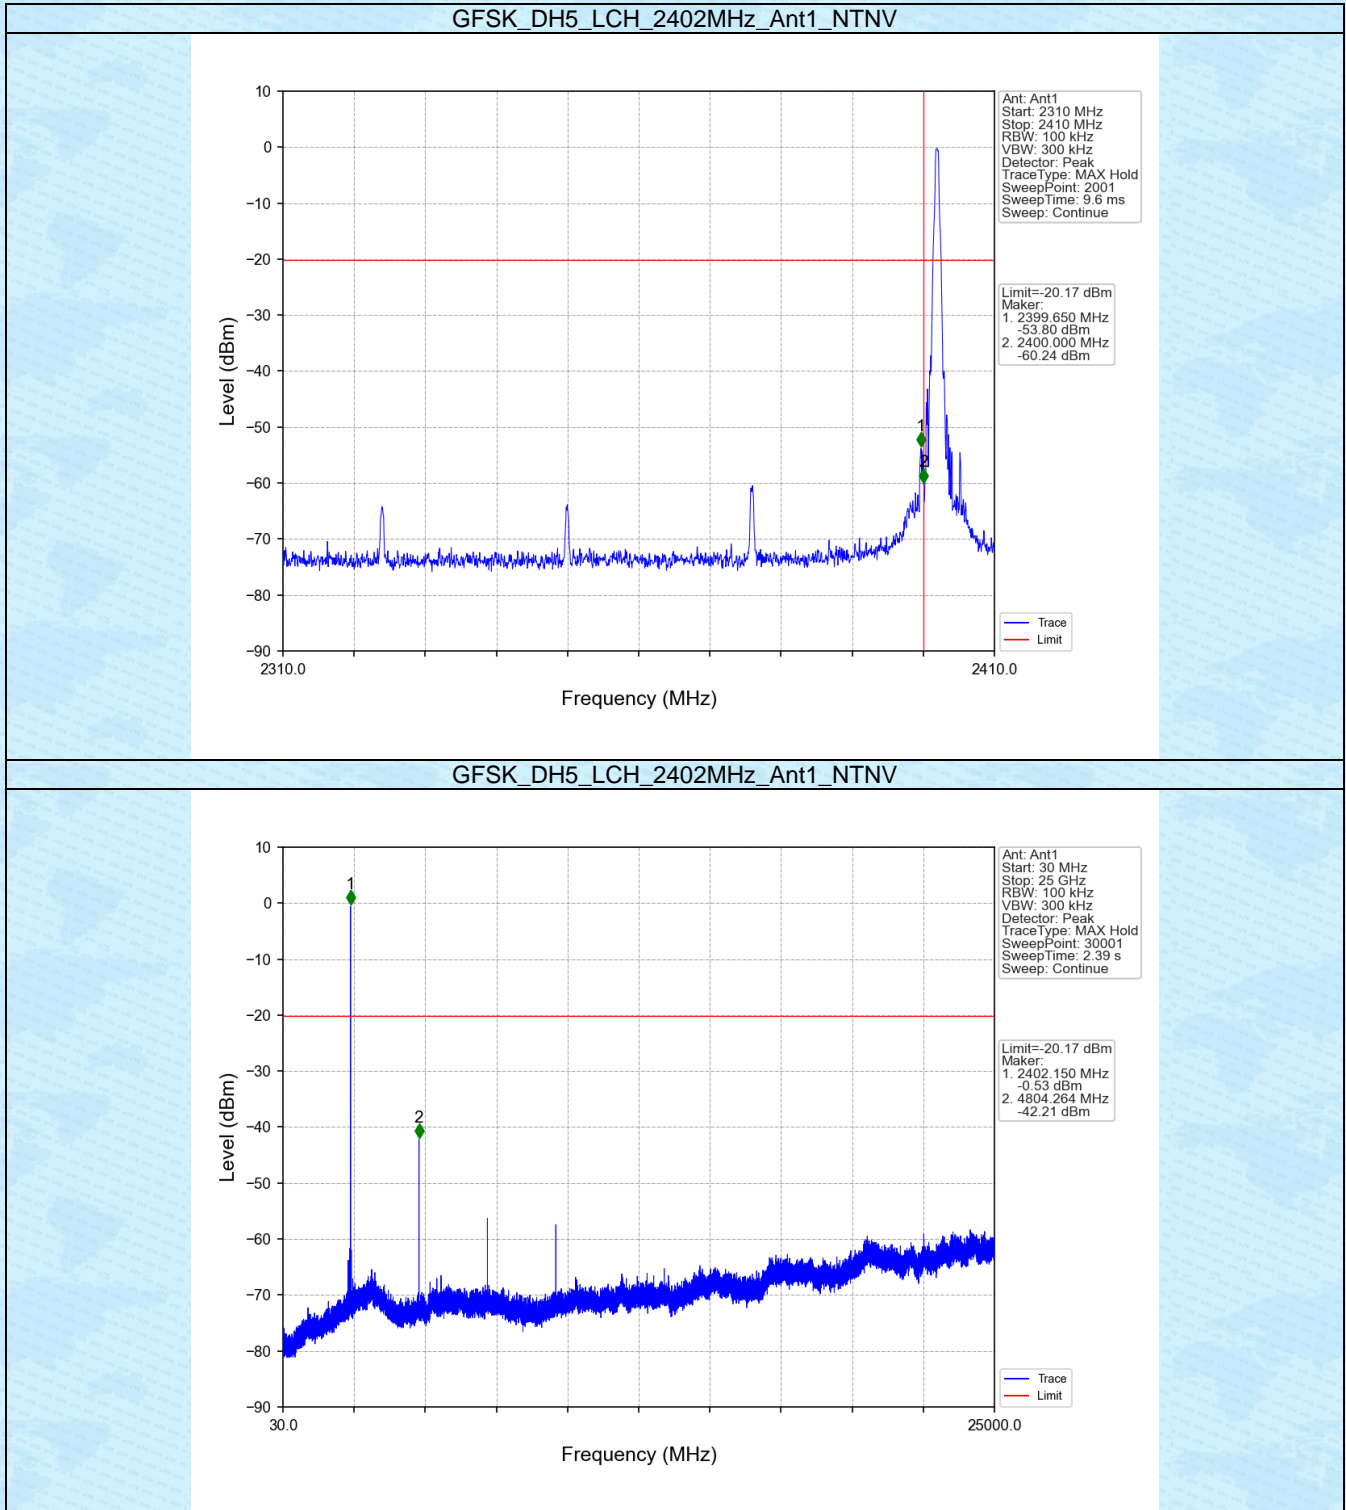 GFSK_DH5_LCH_2402MHz_Ant1_NTNV
10
0
−10
−20
−30
−40
−50
−60
−70
−80
−90
Level (dBm)
1
2
2310.0
2410.0
Frequency (MHz)
Ant: Ant1
Start: 2310 MHz
Stop: 2410 MHz
RBW: 100 kHz
VBW: 300 kHz
Detector: Peak
TraceType: MAX Hold
SweepPoint: 2001
SweepTime: 9.6 ms
Sweep: Continue
Limit=-20.17 dBm
Maker:
1. 2399.650 MHz
-53.80 dBm
2. 2400.000 MHz
-60.24 dBm
Trace
Limit
GFSK_DH5_LCH_2402MHz_Ant1_NTNV
10
0
−10
−20
−30
−40
−50
−60
−70
−80
−90
Level (dBm)
1
2
30.0
25000.0
Frequency (MHz)
Ant: Ant1
Start: 30 MHz
Stop: 25 GHz
RBW: 100 kHz
VBW: 300 kHz
Detector: Peak
TraceType: MAX Hold
SweepPoint: 30001
SweepTime: 2.39 s
Sweep: Continue
Limit=-20.17 dBm
Maker:
1. 2402.150 MHz
-0.53 dBm
2. 4804.264 MHz
-42.21 dBm
Trace
Limit